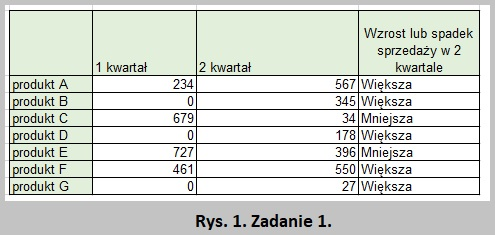 1 kwartał 2 kwartał Wzrost lub spadek
sprzedaży w 2
kwartale
produkt A 234 567 Większa
produkt B 0 345 Większa
produkt C 679 34 Mniejsza
produkt D 0 178 Większa
produkt E 727 396 Mniejsza
produkt F 461 550 Większa
produkt G 0 27 Większa
Rys. 1. Zadanie 1.